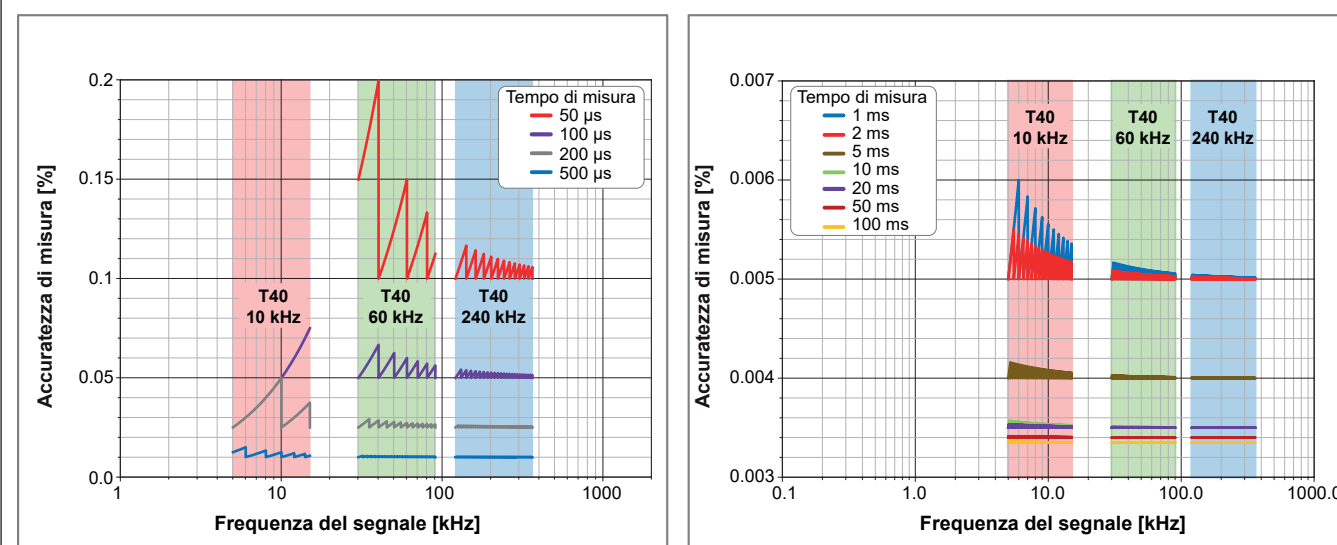 Accuratezza di misura [%]
0.2
0.15
0.1
0.05
0.0
Tempo di misura
50 µs
100 µs
200 µs
500 µs
T40
10 kHz
T40
60 kHz
T40
240 kHz
1
10
100
1000
Frequenza del segnale [kHz]
Accuratezza di misura [%]
0.007
0.006
0.005
0.004
0.003
Tempo di misura
1 ms
2 ms
5 ms
10 ms
20 ms
50 ms
100 ms
T40
10 kHz
T40
60 kHz
T40
240 kHz
0.1
1.0
10.0
100.0
1000.0
Frequenza del segnale [kHz]